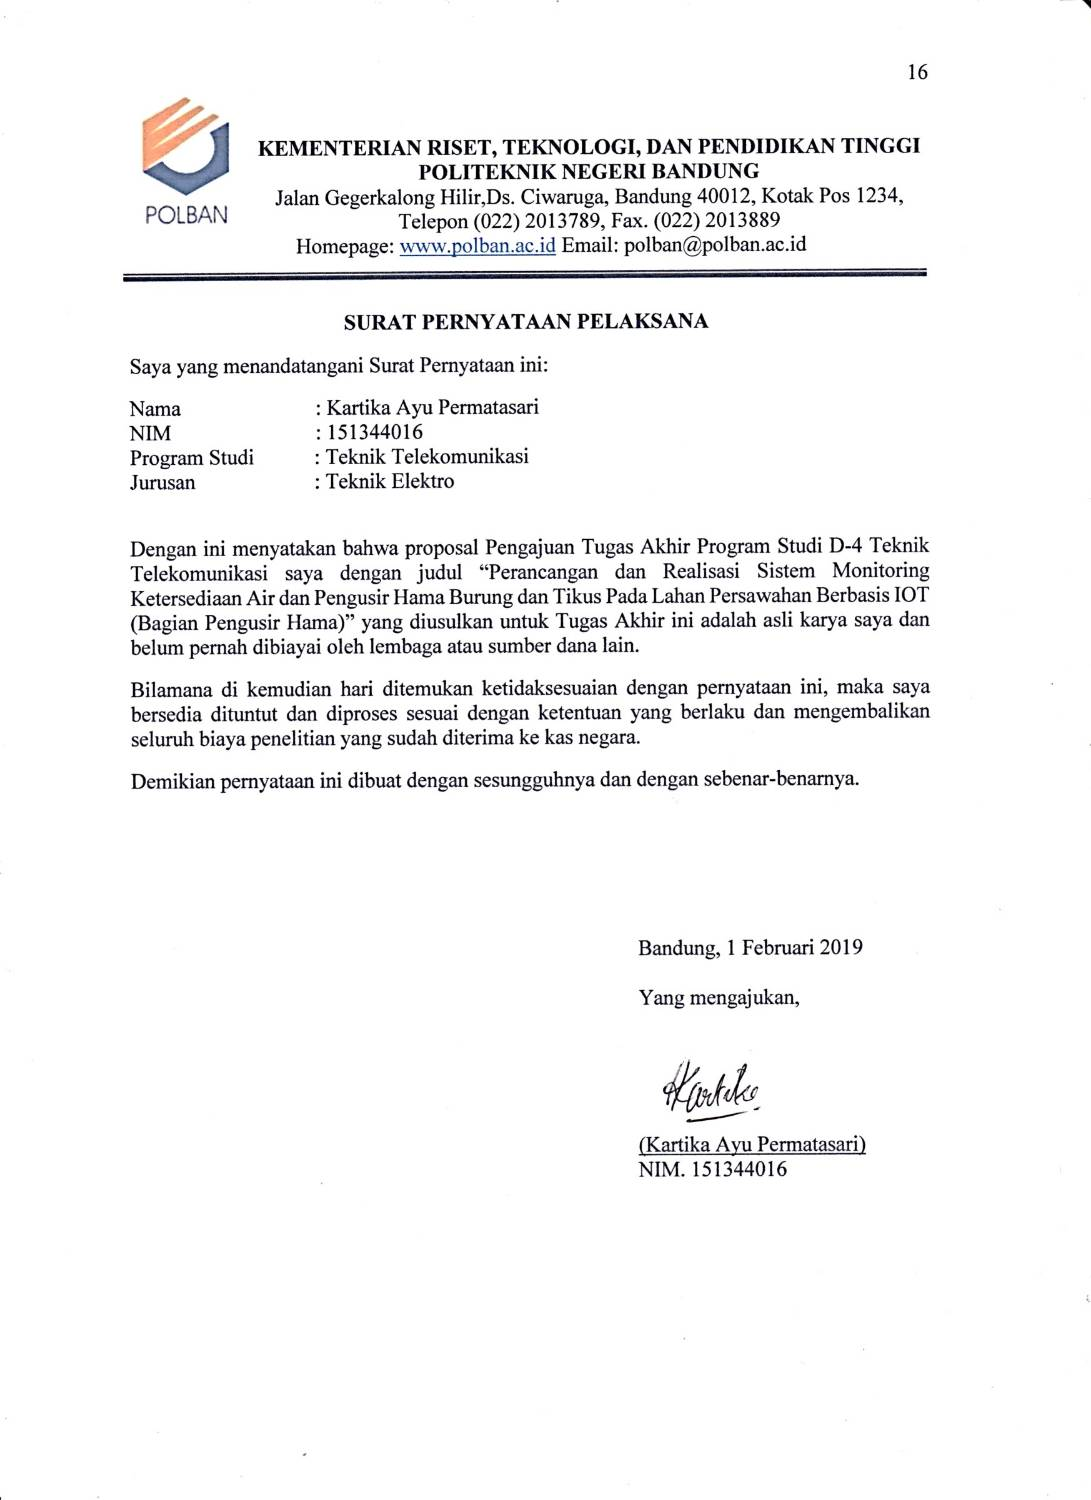 16
KEMENTERIAN RISET, TEKNOLOGI, DAN PENDIDIKAN TINGGI
POLITEKNIK NEGERI BANDUNG
Jalan Gegerkalong Hilir,Ds. Ciwaruga, Bandung 40012, Kotak Pos 1234,
Telepon (022) 2013789, Fax. (022) 2013889
Homepage: www.polban.ac.id Email: polban@polban.ac.id
POLBAN
SURAT PERNYATAAN PELAKSANA
Saya yang menandatangani Surat Pernyataan ini:
Nama : Kartika Ayu Permatasari
NIM : 151344016
Program Studi : Teknik Telekomunikasi
Jurusan : Teknik Elektro
Dengan ini menyatakan bahwa proposal Pengajuan Tugas Akhir Program Studi D-4 Teknik
Telekomunikasi saya dengan judul “Perancangan dan Realisasi Sistem Monitoring
Ketersediaan Air dan Pengusir Hama Burung dan Tikus Pada Lahan Persawahan Berbasis IOT
(Bagian Pengusir Hama)” yang diusulkan untuk Tugas Akhir ini adalah asli karya saya dan
belum pernah dibiayai oleh lembaga atau sumber dana lain.
Bilamana di kemudian hari ditemukan ketidaksesuaian dengan pernyataan ini, maka saya
bersedia dituntut dan diproses sesuai dengan ketentuan yang berlaku dan mengembalikan
seluruh biaya penelitian yang sudah diterima ke kas negara.
Demikian pernyataan ini dibuat dengan sesungguhnya dan dengan sebenar-benarnya.
Bandung, 1 Februari 2019
Yang mengajukan,
Kartika
(Kartika Ayu Permatasari)
NIM. 151344016